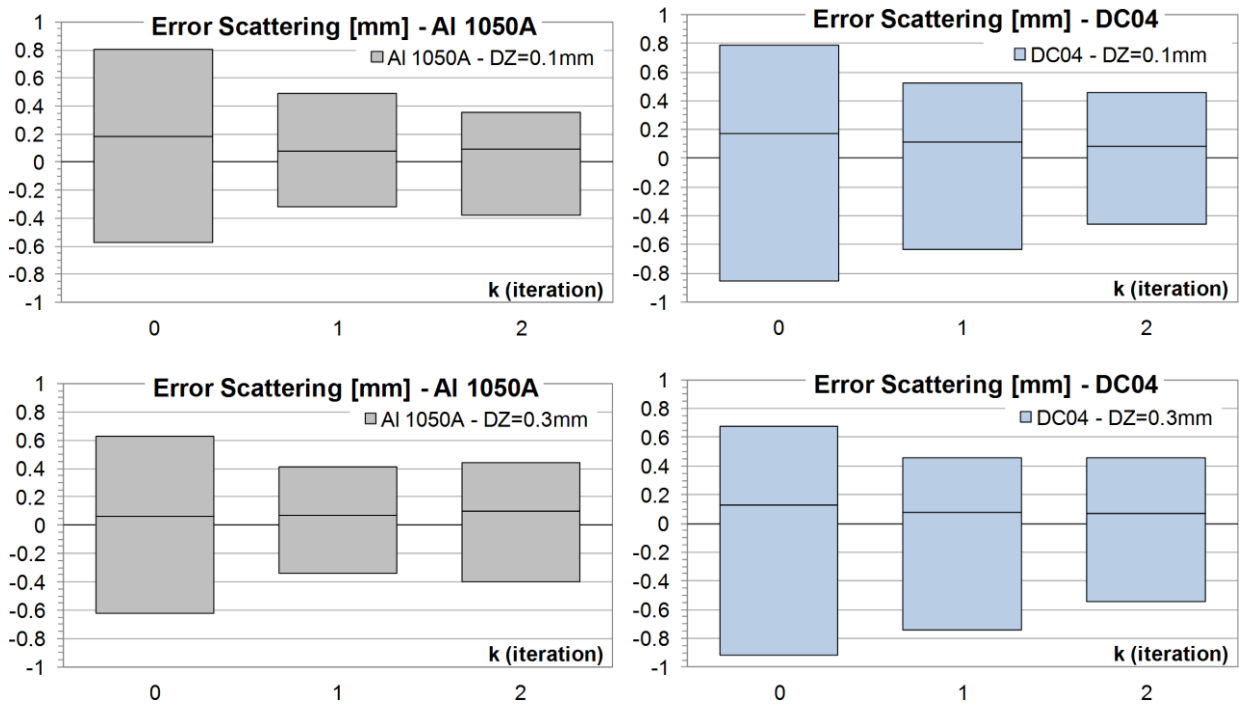 Error Scattering [mm] - Al 1050A
Al 1050A - DZ=0.1mm
1
0.8
0.6
0.4
0.2
0
-0.2
-0.4
-0.6
-0.8
-1
k (iteration)
0 1 2
Error Scattering [mm] - DC04
DC04 - DZ=0.1mm
1
0.8
0.6
0.4
0.2
0
-0.2
-0.4
-0.6
-0.8
-1
k (iteration)
0 1 2
Error Scattering [mm] - Al 1050A
Al 1050A - DZ=0.3mm
1
0.8
0.6
0.4
0.2
0
-0.2
-0.4
-0.6
-0.8
-1
k (iteration)
0 1 2
Error Scattering [mm] - DC04
DC04 - DZ=0.3mm
1
0.8
0.6
0.4
0.2
0
-0.2
-0.4
-0.6
-0.8
-1
k (iteration)
0 1 2